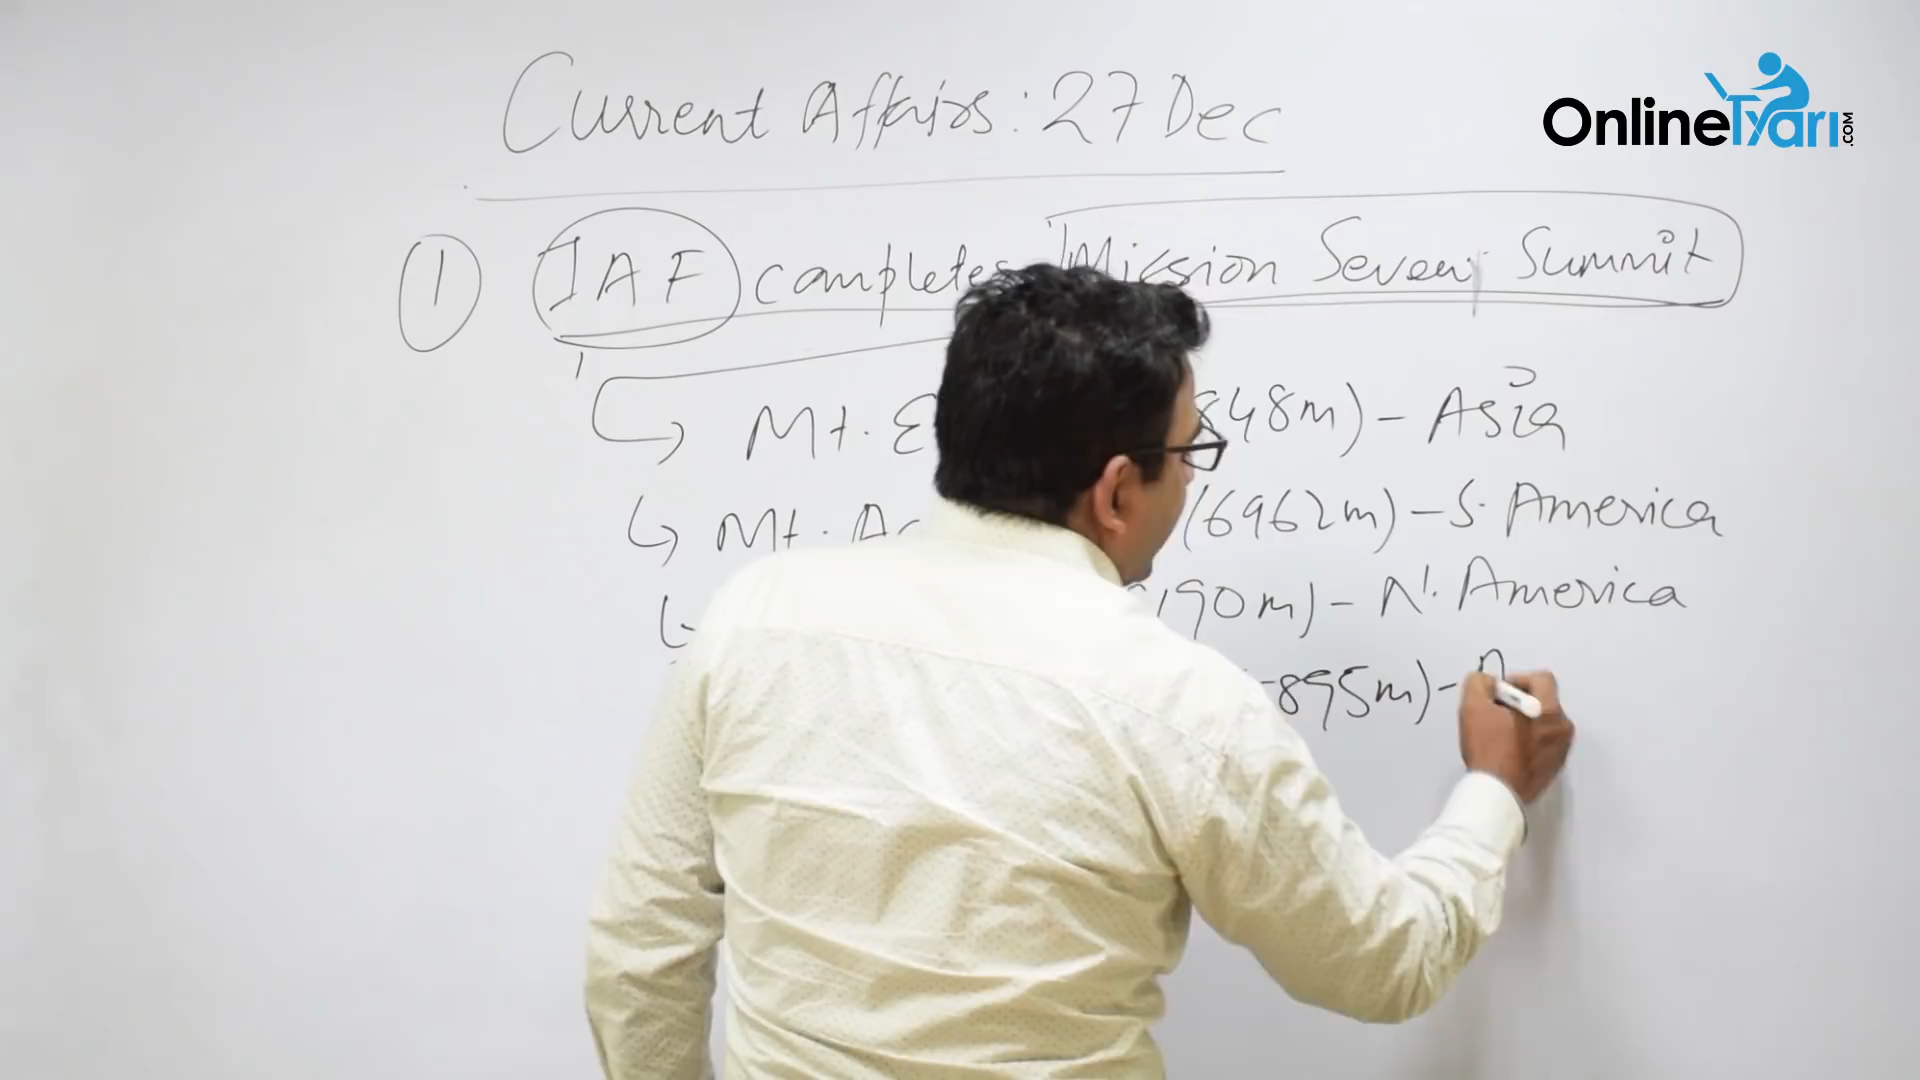 Current Affairs: 27 Dec
OnlineTyari.com
1 IAF completes Mission Seven Summit
Mt. E 848m) - Asia
Mt. Ac (6962m) - S. America
190m) - N. America
895m) - A